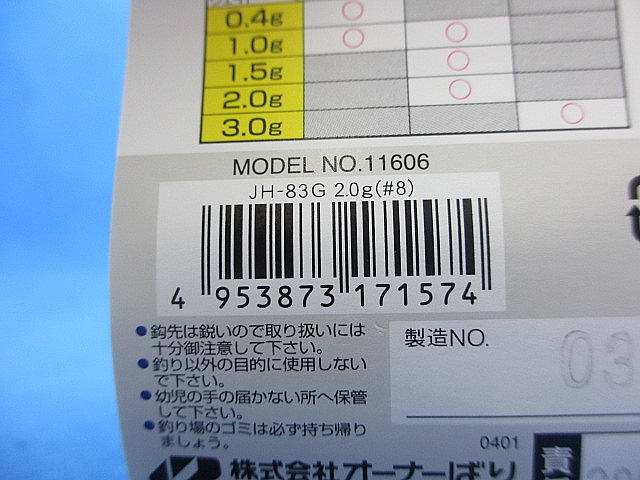 0.4g ○
1.0g ○ ○
1.5g ○
2.0g ○
3.0g ○
MODEL NO.11606
JH-83G 2.0g(#8)
4 953873 171574
●鈎先は鋭いので取り扱いには
十分御注意して下さい。
●釣り以外の目的に使用しない
で下さい。
●幼児の手の届かない所へ保管
して下さい。
●釣り場のゴミは必ず持ち帰り
ましょう。
製造NO.
03
0401
株式会社オーナーばり
責